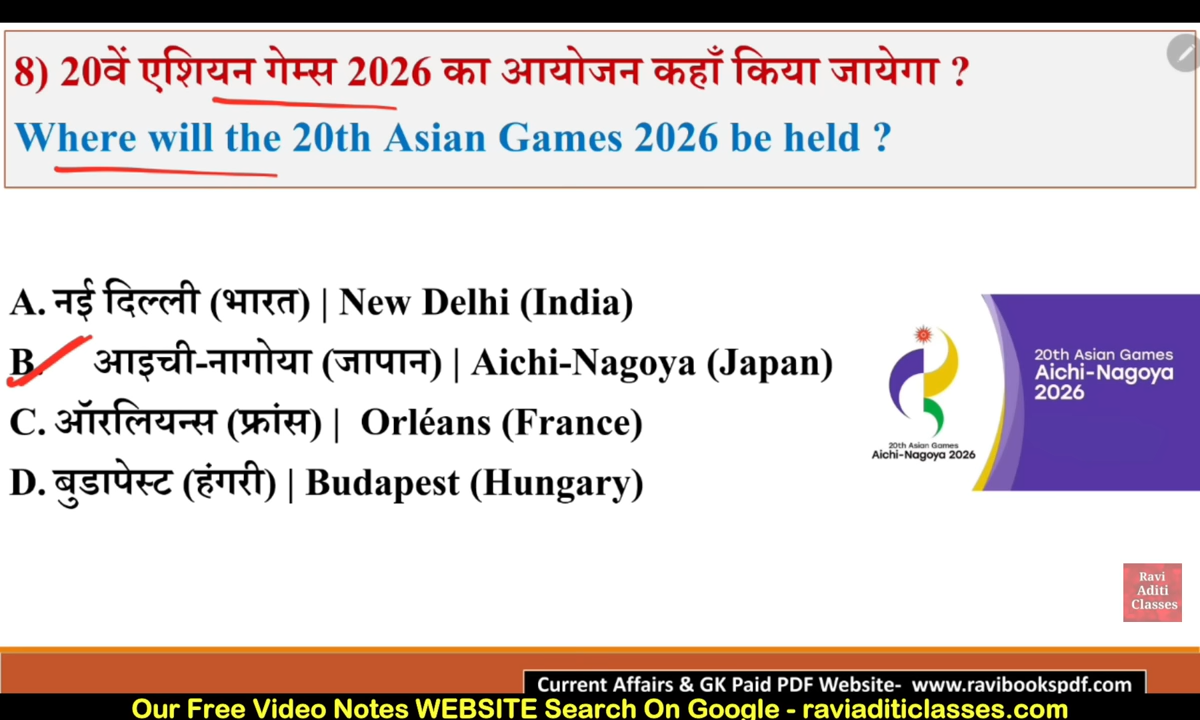 8) 20वें एशियन गेम्स 2026 का आयोजन कहाँ किया जायेगा ?
Where will the 20th Asian Games 2026 be held ?
A. नई दिल्ली (भारत) | New Delhi (India)
B. आइची-नागोया (जापान) | Aichi-Nagoya (Japan)
C. ऑरलियन्स (फ्रांस) | Orléans (France)
D. बुडापेस्ट (हंगरी) | Budapest (Hungary)
20th Asian Games
Aichi-Nagoya 2026
20th Asian Games
Aichi-Nagoya
2026
Ravi
Aditi
Classes
Current Affairs & GK Paid PDF Website- www.ravibookspdf.com
Our Free Video Notes WEBSITE Search On Google - raviaditiclasses.com